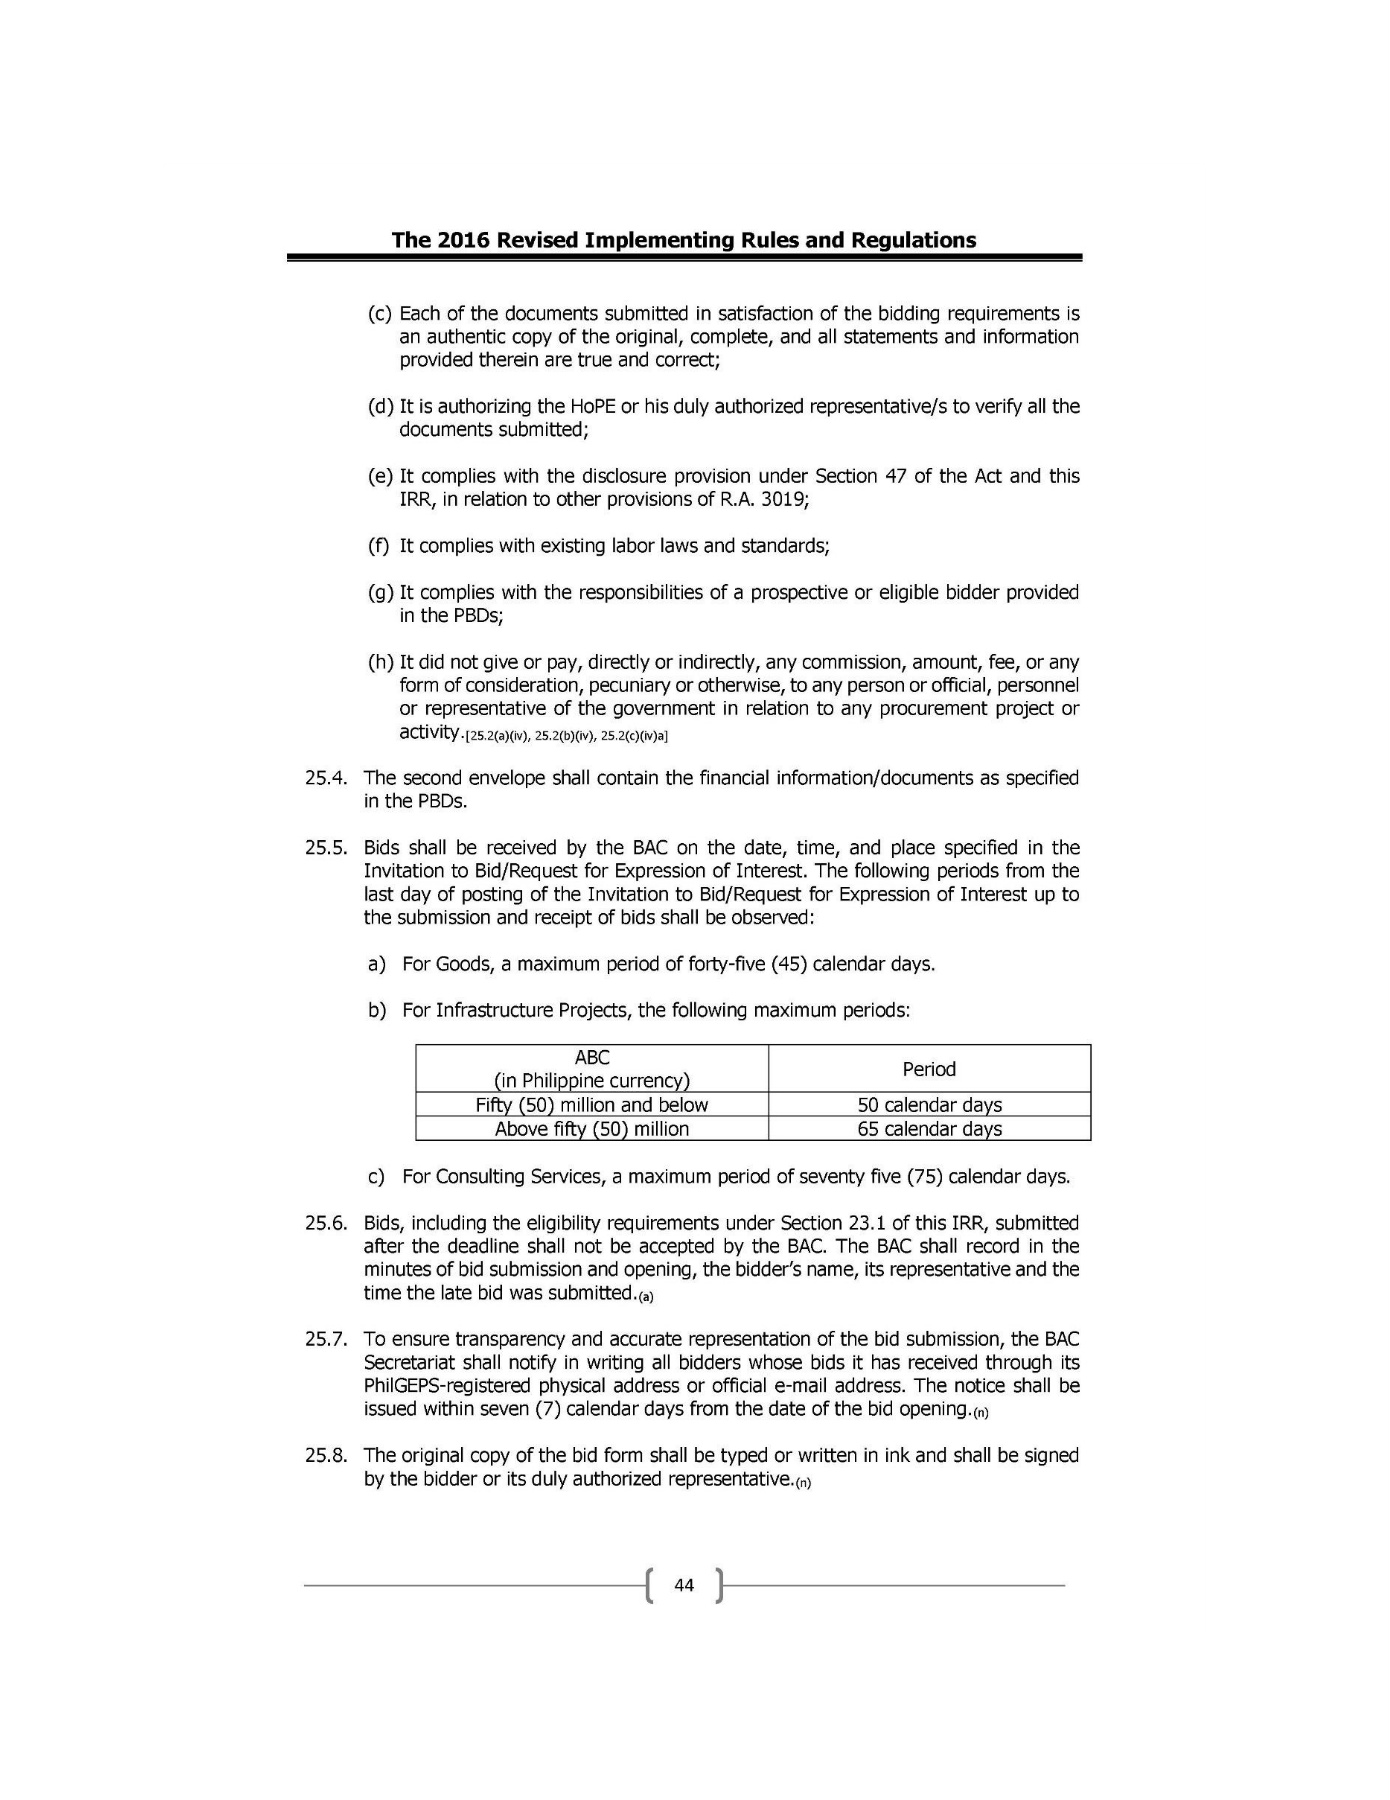 The 2016 Revised Implementing Rules and Regulations
(c) Each of the documents submitted in satisfaction of the bidding requirements is
an authentic copy of the original, complete, and all statements and information
provided therein are true and correct;
(d) It is authorizing the HoPE or his duly authorized representative/s to verify all the
documents submitted;
(e) It complies with the disclosure provision under Section 47 of the Act and this
IRR, in relation to other provisions of R.A. 3019;
(f) It complies with existing labor laws and standards;
(g) It complies with the responsibilities of a prospective or eligible bidder provided
in the PBDs;
(h) It did not give or pay, directly or indirectly, any commission, amount, fee, or any
form of consideration, pecuniary or otherwise, to any person or official, personnel
or representative of the government in relation to any procurement project or
activity.[25.2(a)(iv), 25.2(b)(iv), 25.2(c)(iv)a]
25.4. The second envelope shall contain the financial information/documents as specified
in the PBDs.
25.5. Bids shall be received by the BAC on the date, time, and place specified in the
Invitation to Bid/Request for Expression of Interest. The following periods from the
last day of posting of the Invitation to Bid/Request for Expression of Interest up to
the submission and receipt of bids shall be observed:
a) For Goods, a maximum period of forty-five (45) calendar days.
b) For Infrastructure Projects, the following maximum periods:
ABC
(in Philippine currency)
Period
Fifty (50) million and below 50 calendar days
Above fifty (50) million 65 calendar days
c) For Consulting Services, a maximum period of seventy five (75) calendar days.
25.6. Bids, including the eligibility requirements under Section 23.1 of this IRR, submitted
after the deadline shall not be accepted by the BAC. The BAC shall record in the
minutes of bid submission and opening, the bidder's name, its representative and the
time the late bid was submitted.(a)
25.7. To ensure transparency and accurate representation of the bid submission, the BAC
Secretariat shall notify in writing all bidders whose bids it has received through its
PhilGEPS-registered physical address or official e-mail address. The notice shall be
issued within seven (7) calendar days from the date of the bid opening.(n)
25.8. The original copy of the bid form shall be typed or written in ink and shall be signed
by the bidder or its duly authorized representative.(n)
44